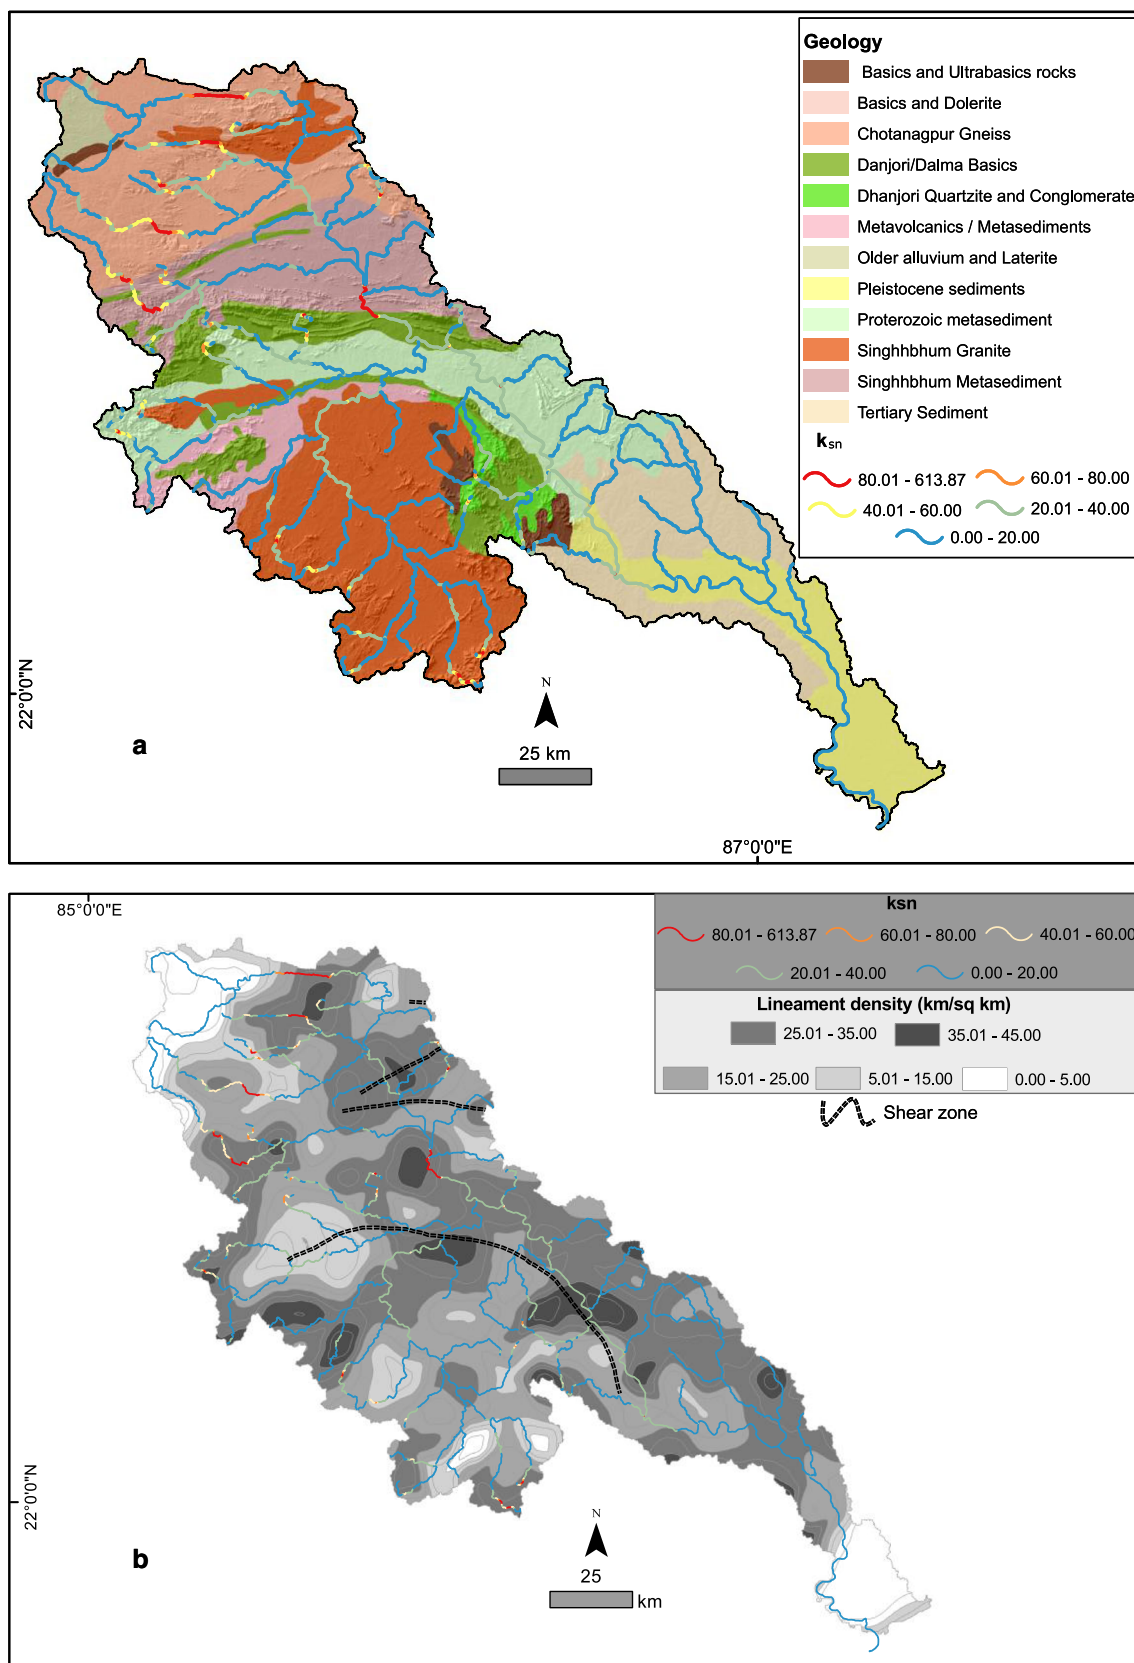 Geology
Basics and Ultrabasics rocks
Basics and Dolerite
Chotanagpur Gneiss
Danjori/Dalma Basics
Dhanjori Quartzite and Conglomerate
Metavolcanics / Metasediments
Older alluvium and Laterite
Pleistocene sediments
Proterozoic metasediment
Singhhbhum Granite
Singhhbhum Metasediment
Tertiary Sediment
ksn
80.01 - 613.87 60.01 - 80.00
40.01 - 60.00 20.01 - 40.00
0.00 - 20.00
22°0'0"N
N
a
25 km
87°0'0"E
85°0'0"E
ksn
80.01 - 613.87 60.01 - 80.00 40.01 - 60.00
20.01 - 40.00 0.00 - 20.00
Lineament density (km/sq km)
25.01 - 35.00 35.01 - 45.00
15.01 - 25.00 5.01 - 15.00 0.00 - 5.00
Shear zone
22°0'0"N
N
b
25
km